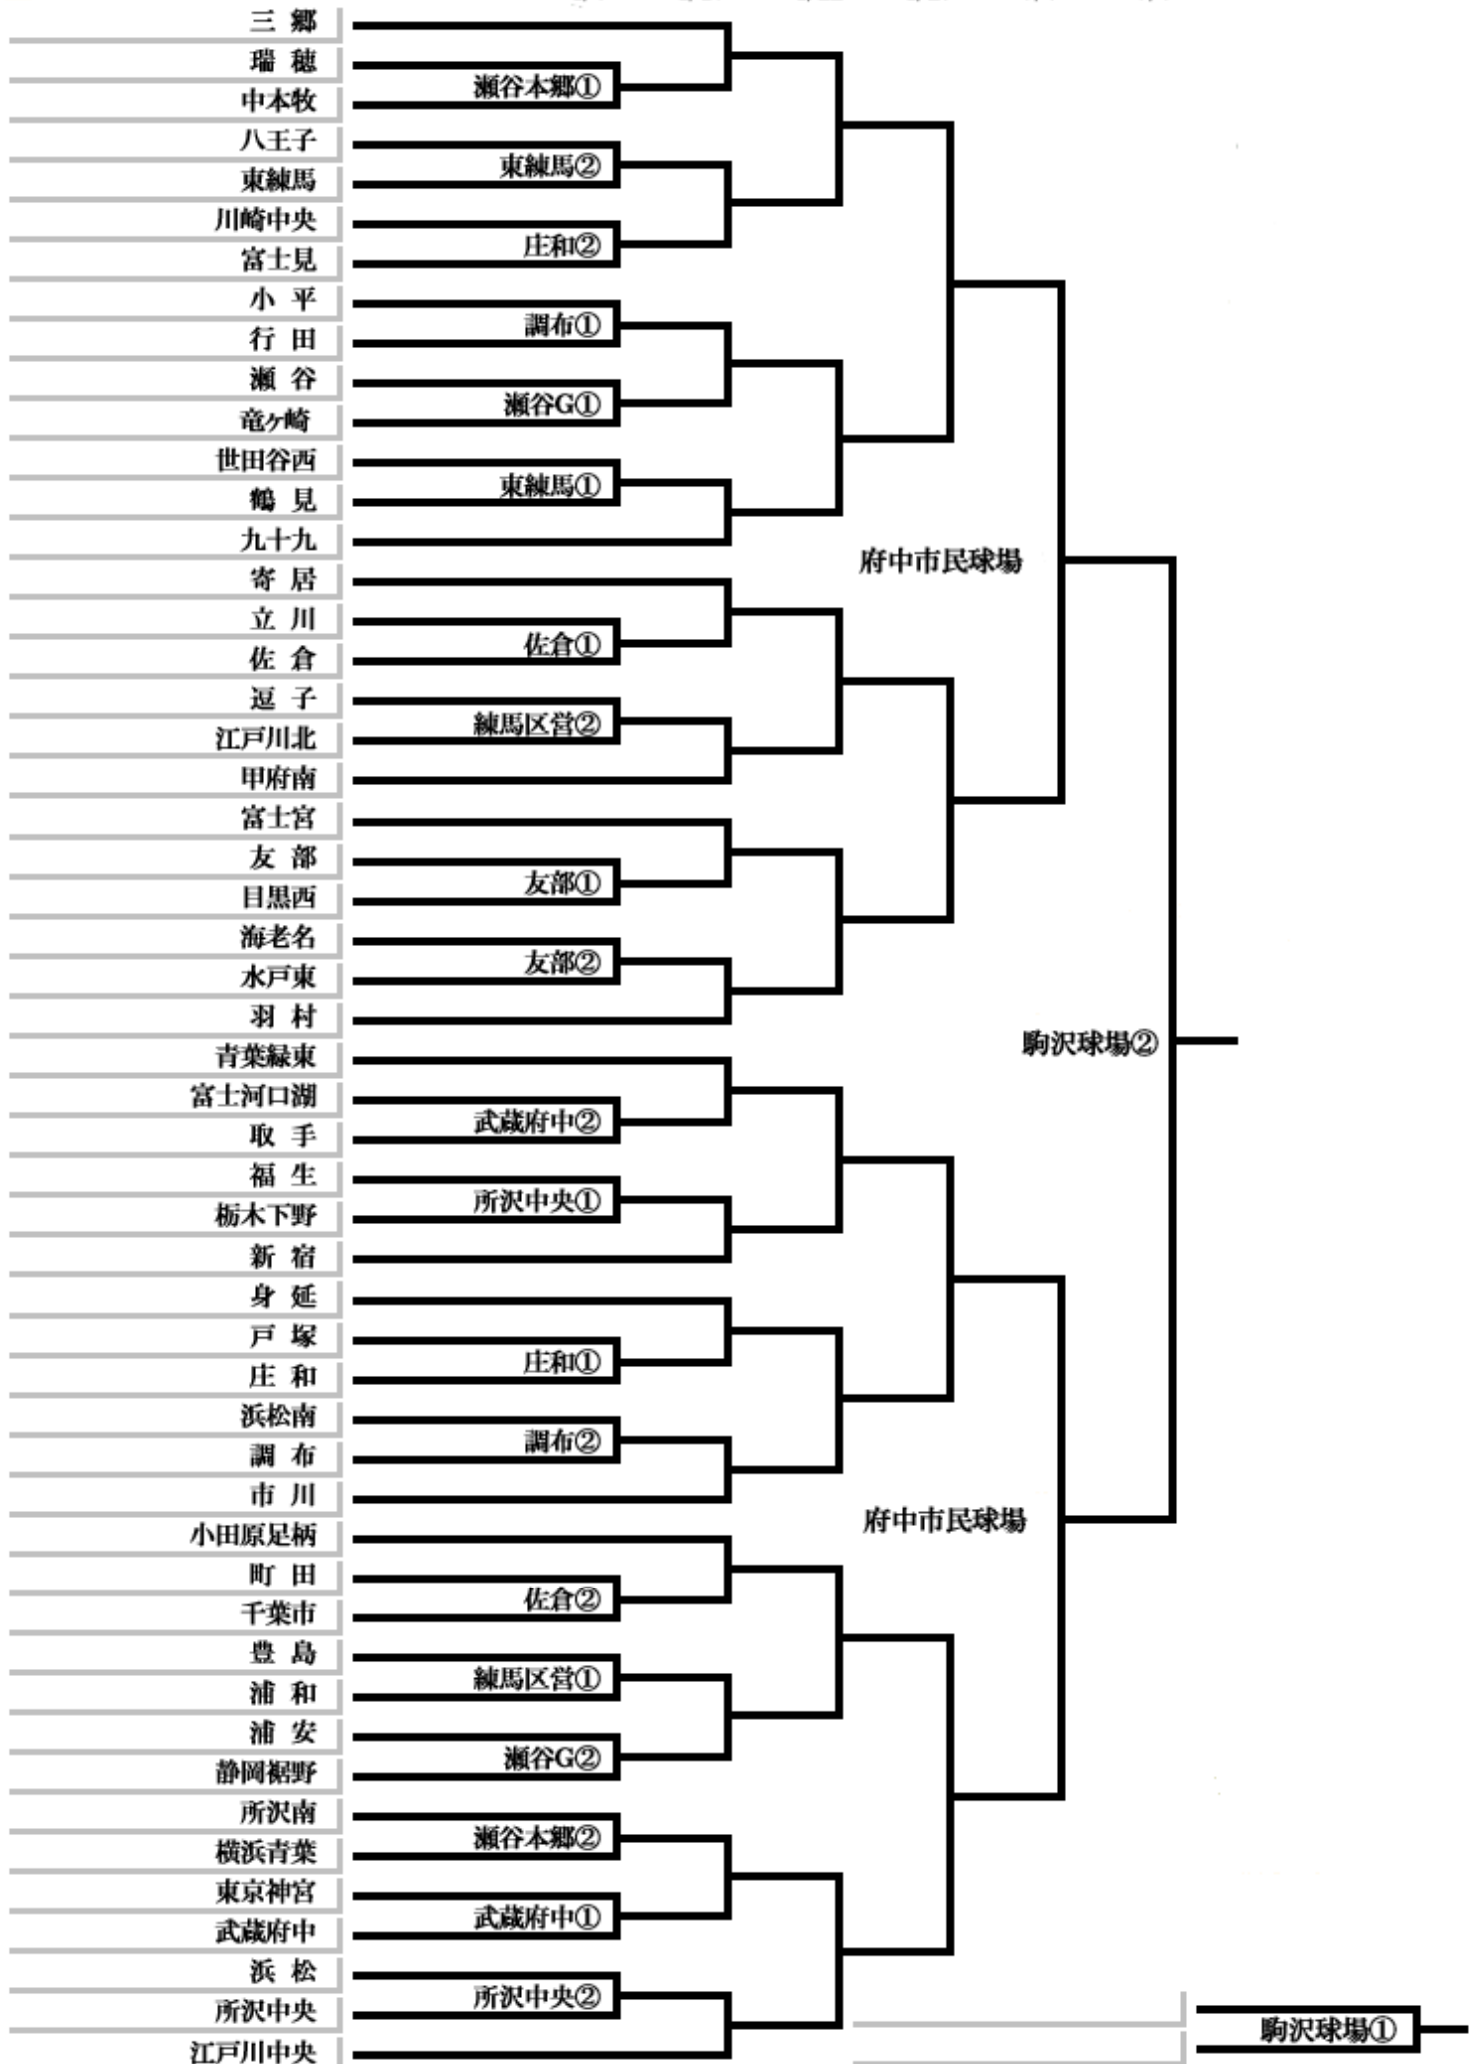 三 郷
瑞 穂
瀬谷本郷①
中本牧
八王子
東練馬②
東練馬
川崎中央
庄和②
富士見
小 平
調布①
行 田
瀬 谷
瀬谷G①
竜ヶ崎
世田谷西
東練馬①
鶴 見
九十九
府中市民球場
寄 居
立 川
佐倉①
佐 倉
逗 子
練馬区営②
江戸川北
甲府南
富士宮
友 部
友部①
目黒西
海老名
友部②
水戸東
羽 村
駒沢球場②
青葉緑東
富士河口湖
武蔵府中②
取 手
福 生
所沢中央①
栃木下野
新 宿
身 延
戸 塚
庄和①
庄 和
浜松南
調布②
調 布
市 川
府中市民球場
小田原足柄
町 田
佐倉②
千葉市
豊 島
練馬区営①
浦 和
浦 安
瀬谷G②
静岡裾野
所沢南
瀬谷本郷②
横浜青葉
東京神宮
武蔵府中①
武蔵府中
浜 松
所沢中央②
所沢中央
駒沢球場①
江戸川中央